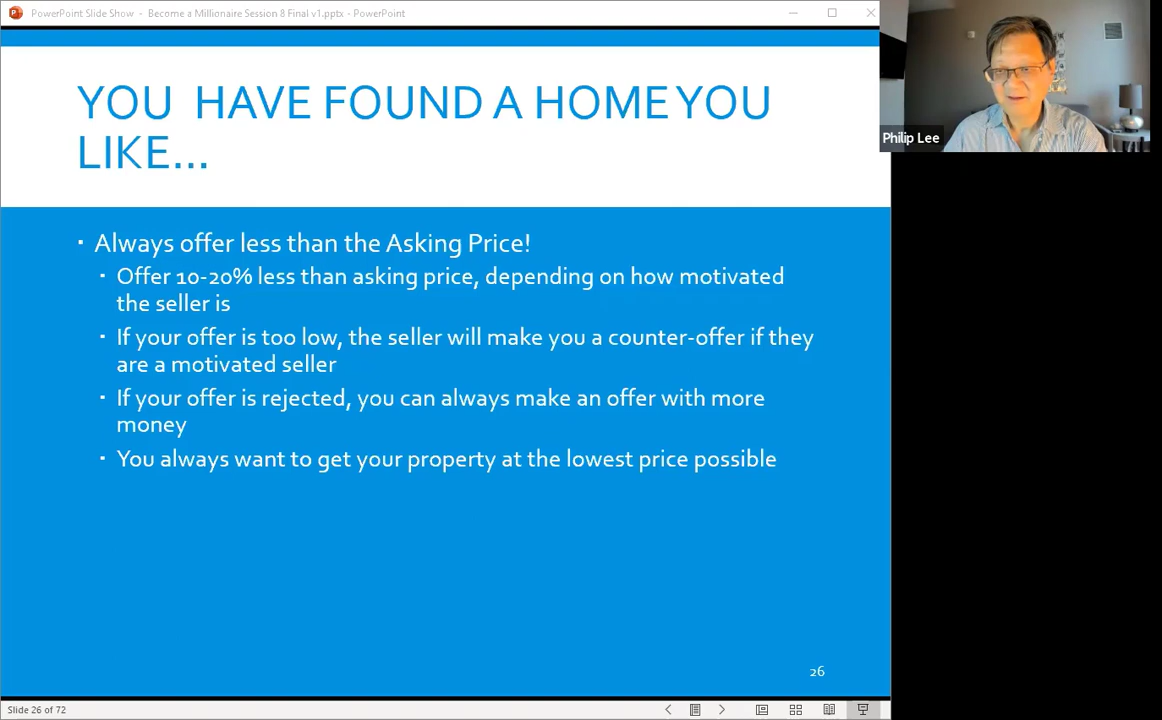 PowerPoint Slide Show - Become a Millionaire Session 8 Final v1.pptx - PowerPoint
YOU HAVE FOUND A HOME YOU
LIKE...
Philip Lee
▪ Always offer less than the Asking Price!
▪ Offer 10-20% less than asking price, depending on how motivated
the seller is
▪ If your offer is too low, the seller will make you a counter-offer if they
are a motivated seller
▪ If your offer is rejected, you can always make an offer with more
money
▪ You always want to get your property at the lowest price possible
26
Slide 26 of 72